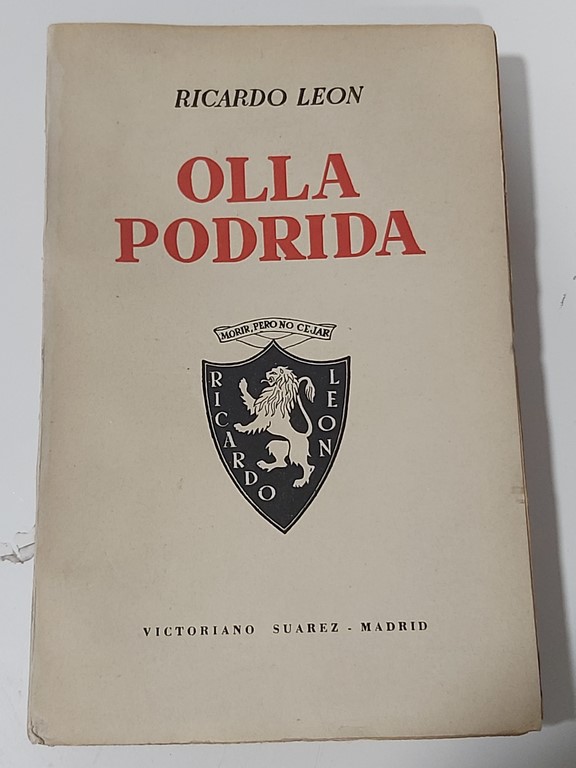 RICARDO LEON
OLLA
PODRIDA
MORIR, PERO NO CEJAR
RICARDO
LEON
VICTORIANO SUAREZ - MADRID